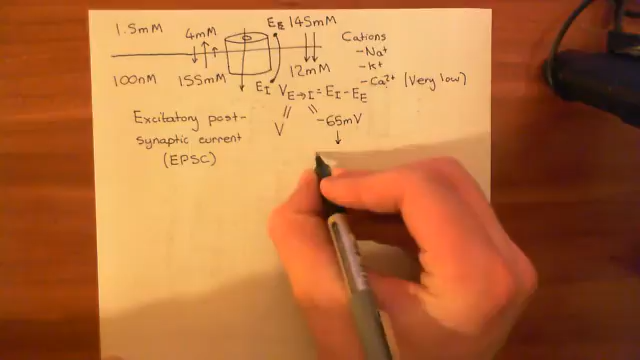 1.5mM
4mM
E_E 145mM
100nM
155mM
E_I
12mM
Cations
-Na⁺
-K⁺
-Ca²⁺ (Very low)
V_E→I = E_I - E_E
V
-65mV
Excitatory post-
synaptic current
(EPSC)